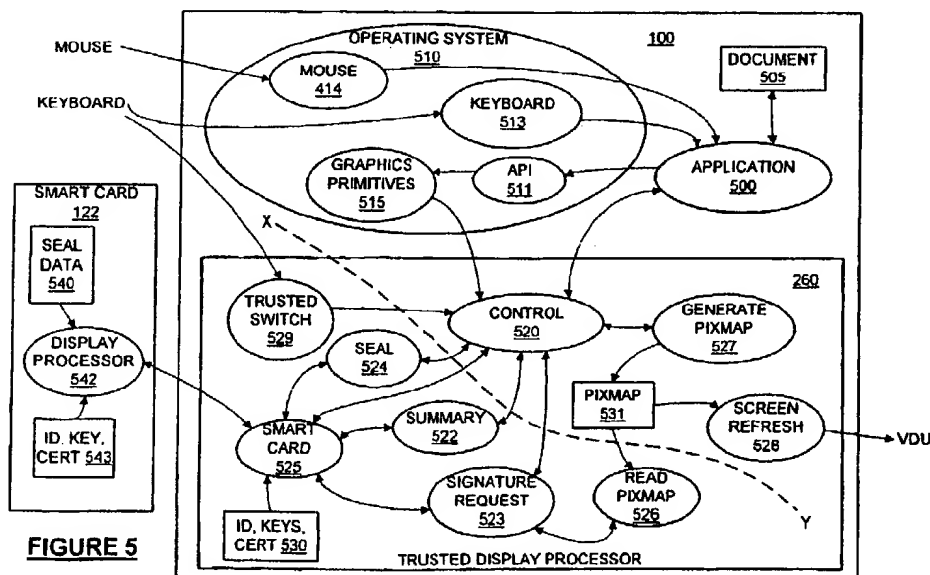 OPERATING SYSTEM
510
100
MOUSE
MOUSE
414
DOCUMENT
505
KEYBOARD
KEYBOARD
513
GRAPHICS
PRIMITIVES
515
API
511
APPLICATION
500
SMART CARD
122
SEAL
DATA
540
DISPLAY
PROCESSOR
542
ID, KEY,
CERT 543
X
260
TRUSTED
SWITCH
529
CONTROL
520
GENERATE
PIXMAP
527
SEAL
524
SUMMARY
522
SMART
CARD
525
PIXMAP
531
SCREEN
REFRESH
528
VDU
SIGNATURE
REQUEST
523
READ
PIXMAP
526
Y
ID, KEYS,
CERT 530
TRUSTED DISPLAY PROCESSOR
FIGURE 5